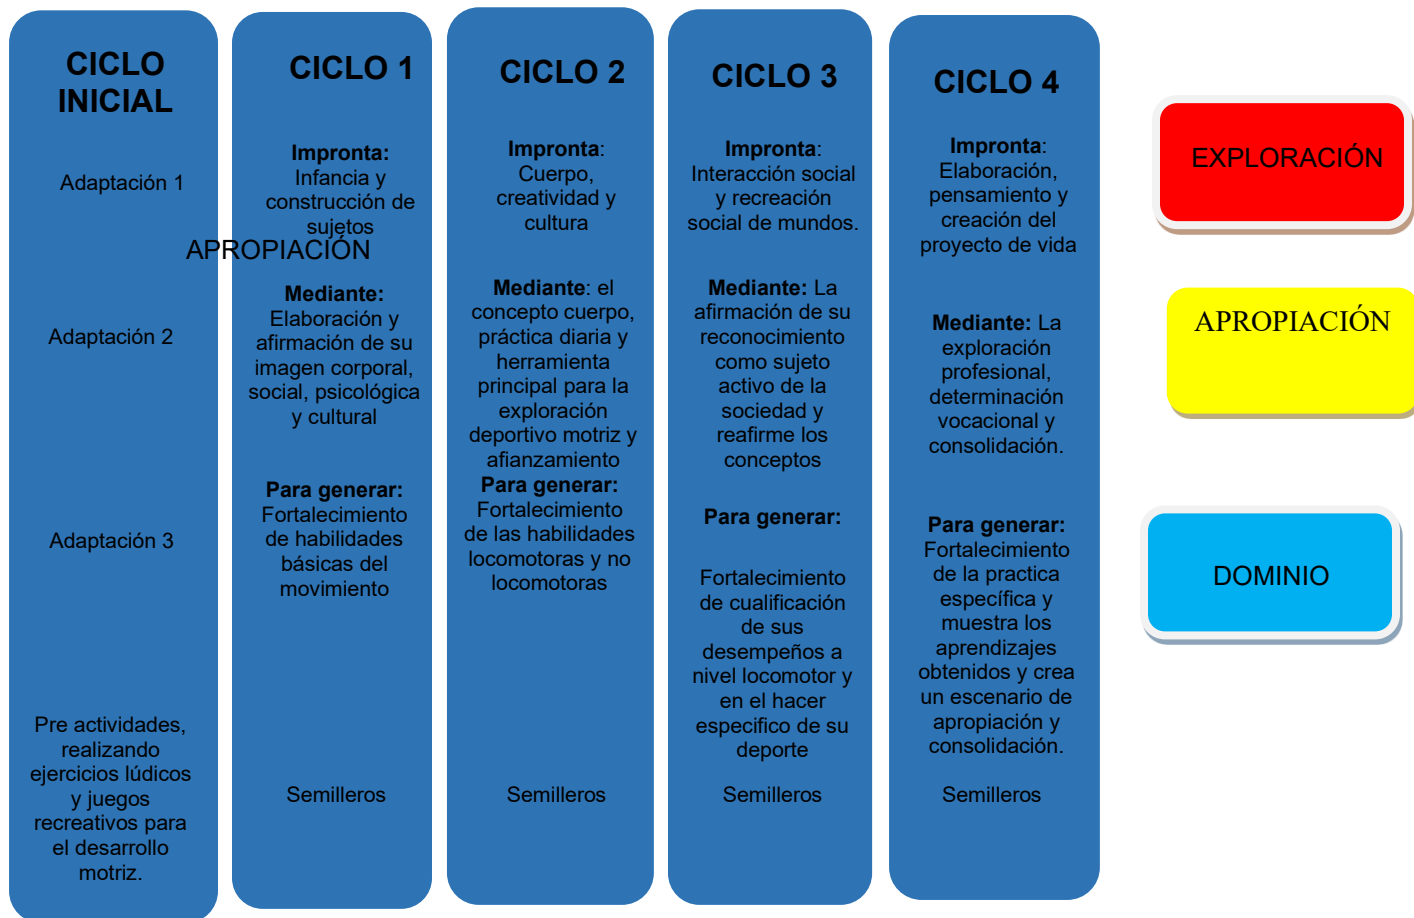 CICLO
INICIAL
Adaptación 1
Adaptación 2
Adaptación 3
Pre actividades,
realizando
ejercicios lúdicos
y juegos
recreativos para
el desarrollo
motriz.
CICLO 1
Impronta:
Infancia y
construcción de
sujetos
APROPIACIÓN
Mediante:
Elaboración y
afirmación de su
imagen corporal,
social, psicológica
y cultural
Para generar:
Fortalecimiento
de habilidades
básicas del
movimiento
Semilleros
CICLO 2
Impronta:
Cuerpo,
creatividad y
cultura
Mediante: el
concepto cuerpo,
práctica diaria y
herramienta
principal para la
exploración
deportivo motriz y
afianzamiento
Para generar:
Fortalecimiento
de las habilidades
locomotoras y no
locomotoras
Semilleros
CICLO 3
Impronta:
Interacción social
y recreación
social de mundos.
Mediante: La
afirmación de su
reconocimiento
como sujeto
activo de la
sociedad y
reafirme los
conceptos
Para generar:
Fortalecimiento
de cualificación
de sus
desempeños a
nivel locomotor y
en el hacer
especifico de su
deporte
Semilleros
CICLO 4
Impronta:
Elaboración,
pensamiento y
creación del
proyecto de vida
Mediante: La
exploración
profesional,
determinación
vocacional y
consolidación.
Para generar:
Fortalecimiento
de la practica
específica y
muestra los
aprendizajes
obtenidos y crea
un escenario de
apropiación y
consolidación.
Semilleros
EXPLORACIÓN
APROPIACIÓN
DOMINIO